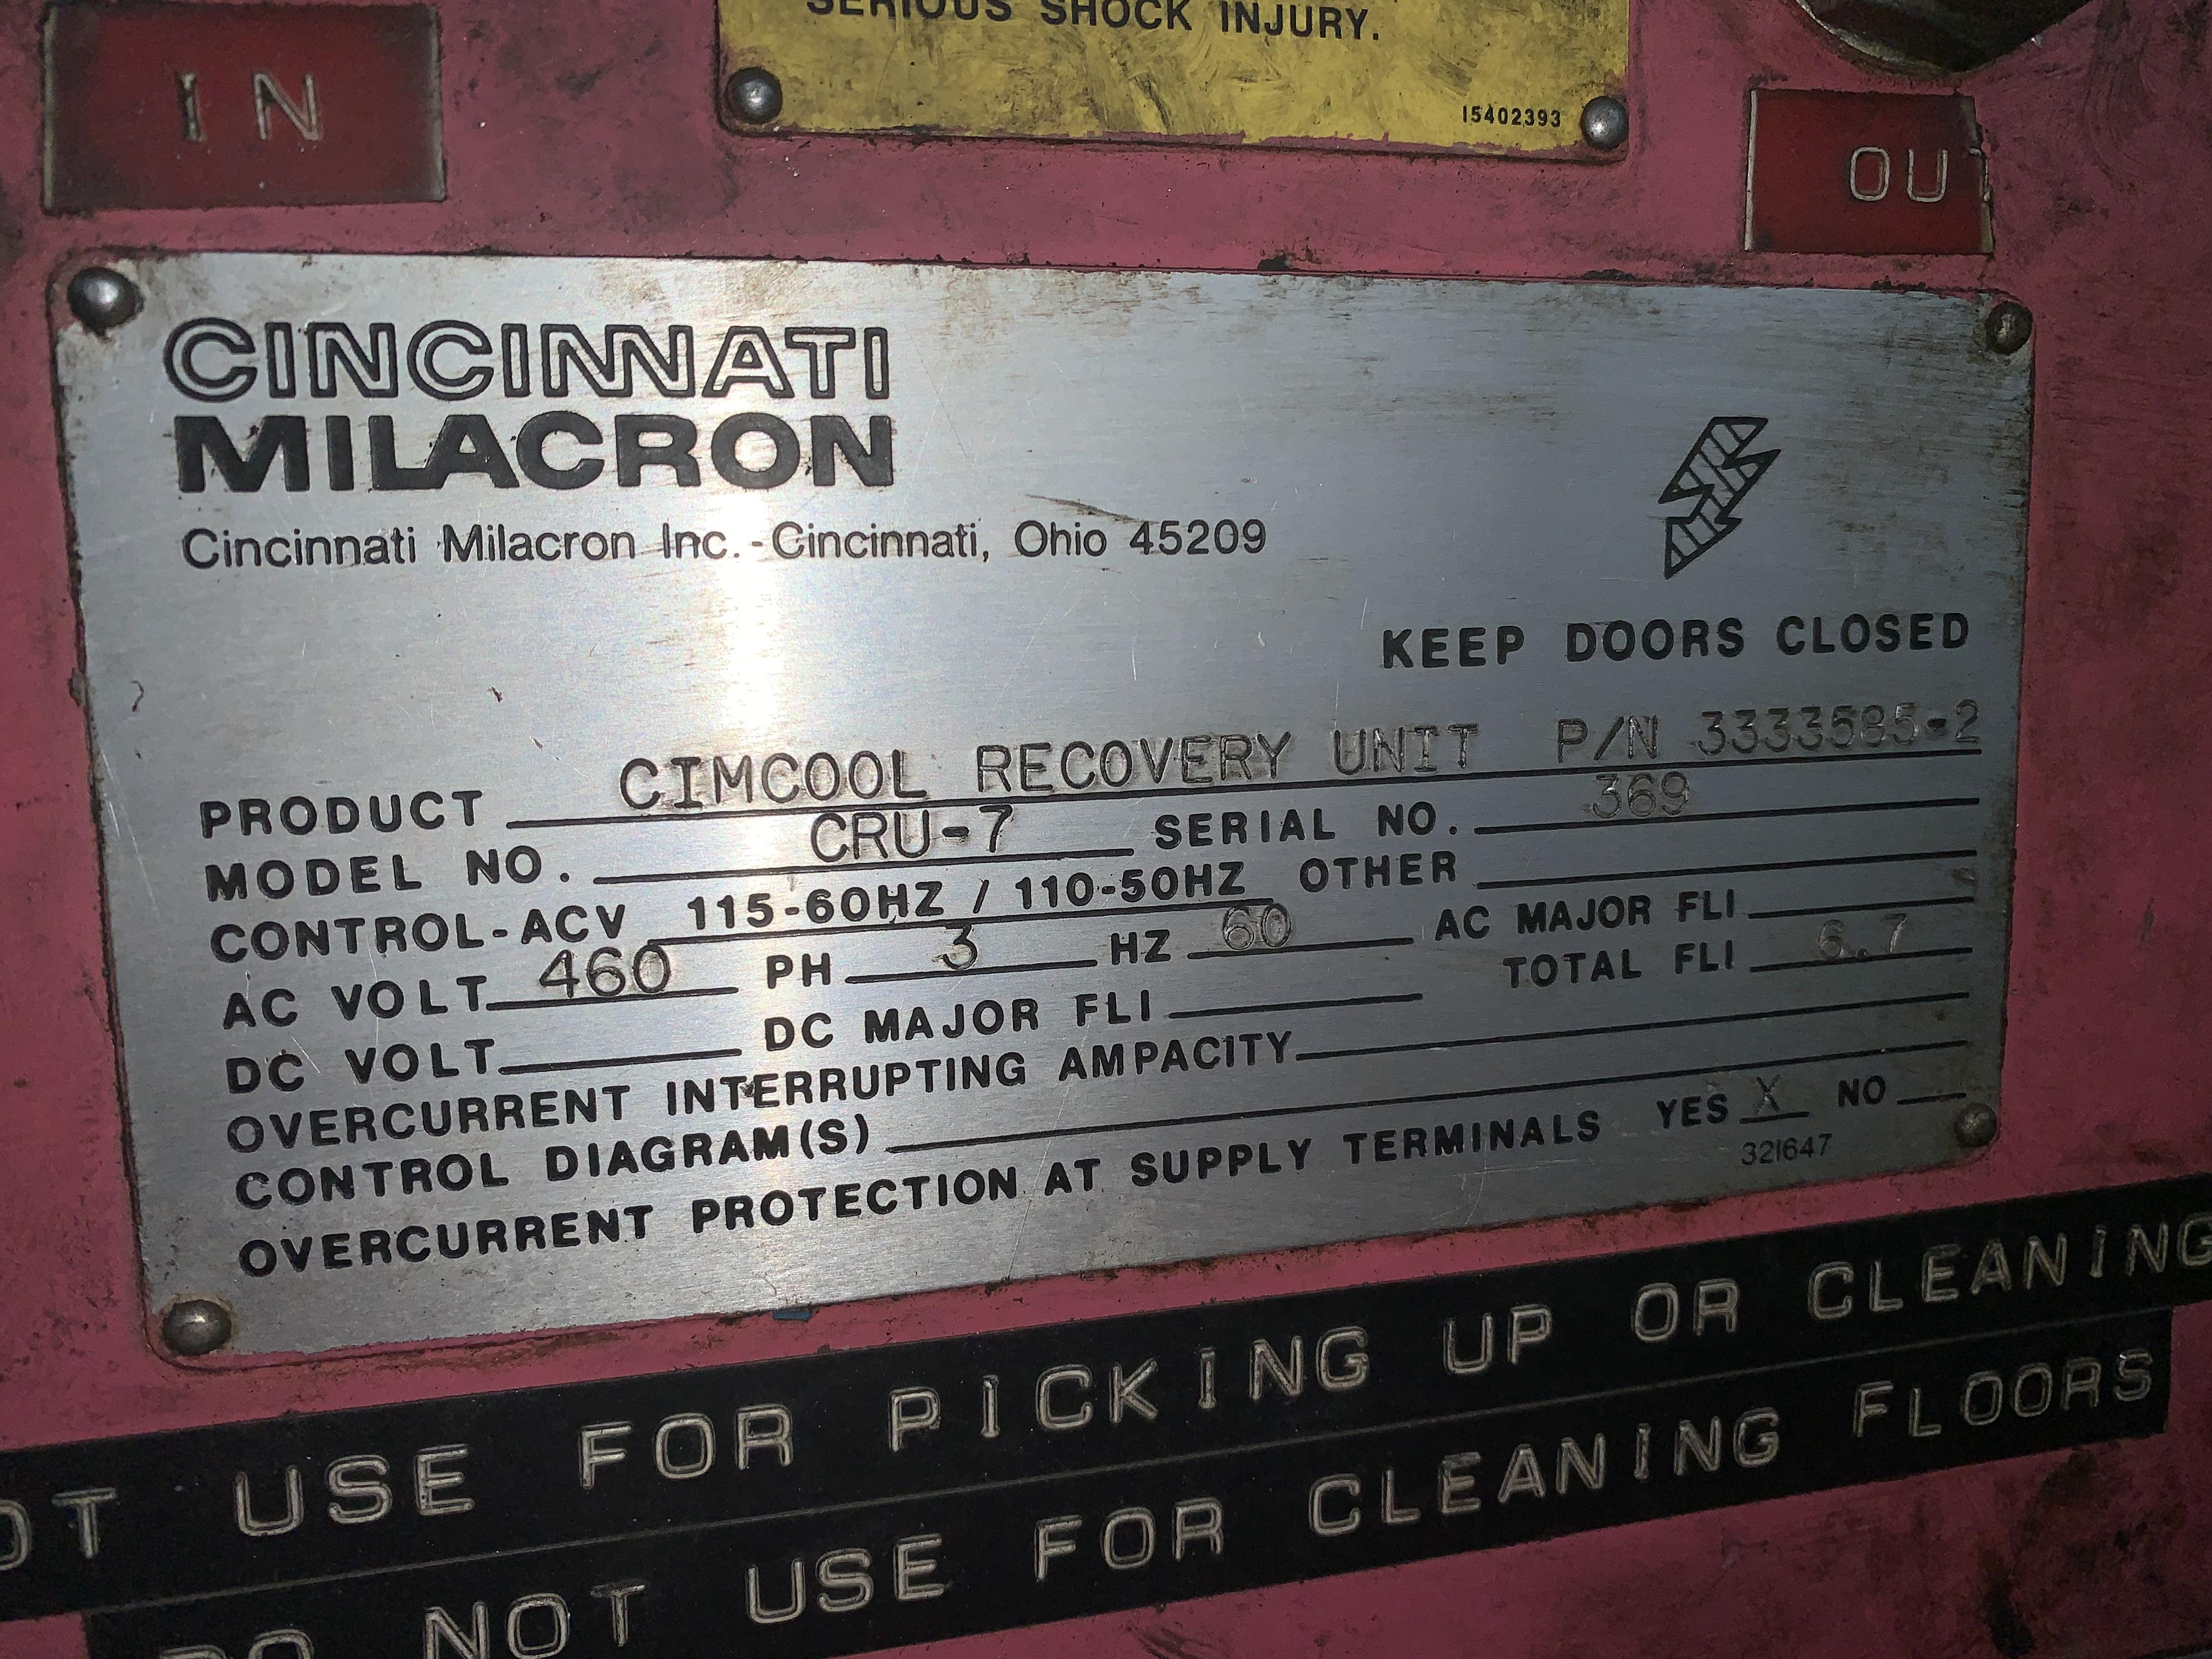 SERIOUS SHOCK INJURY.
15402393
IN
OU
CINCINNATI
MILACRON
Cincinnati Milacron Inc.-Cincinnati, Ohio 45209
KEEP DOORS CLOSED
PRODUCT CIMCOOL RECOVERY UNIT P/N 3333585-2
MODEL NO. CRU-7 SERIAL NO. 369
CONTROL-ACV 115-60HZ / 110-50HZ OTHER
AC VOLT 460 PH 3 HZ 60 AC MAJOR FLI
DC VOLT DC MAJOR FLI TOTAL FLI 6.7
OVERCURRENT INTERRUPTING AMPACITY
CONTROL DIAGRAM(S)
OVERCURRENT PROTECTION AT SUPPLY TERMINALS YES X NO
321647
OT USE FOR PICKING UP OR CLEANING
DO NOT USE FOR CLEANING FLOORS